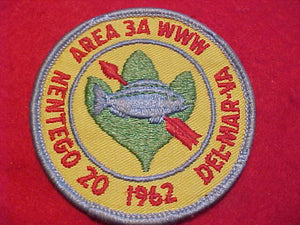 AREA 3A WWW
NENTEGO 20
1962
DEL-MAR-VA